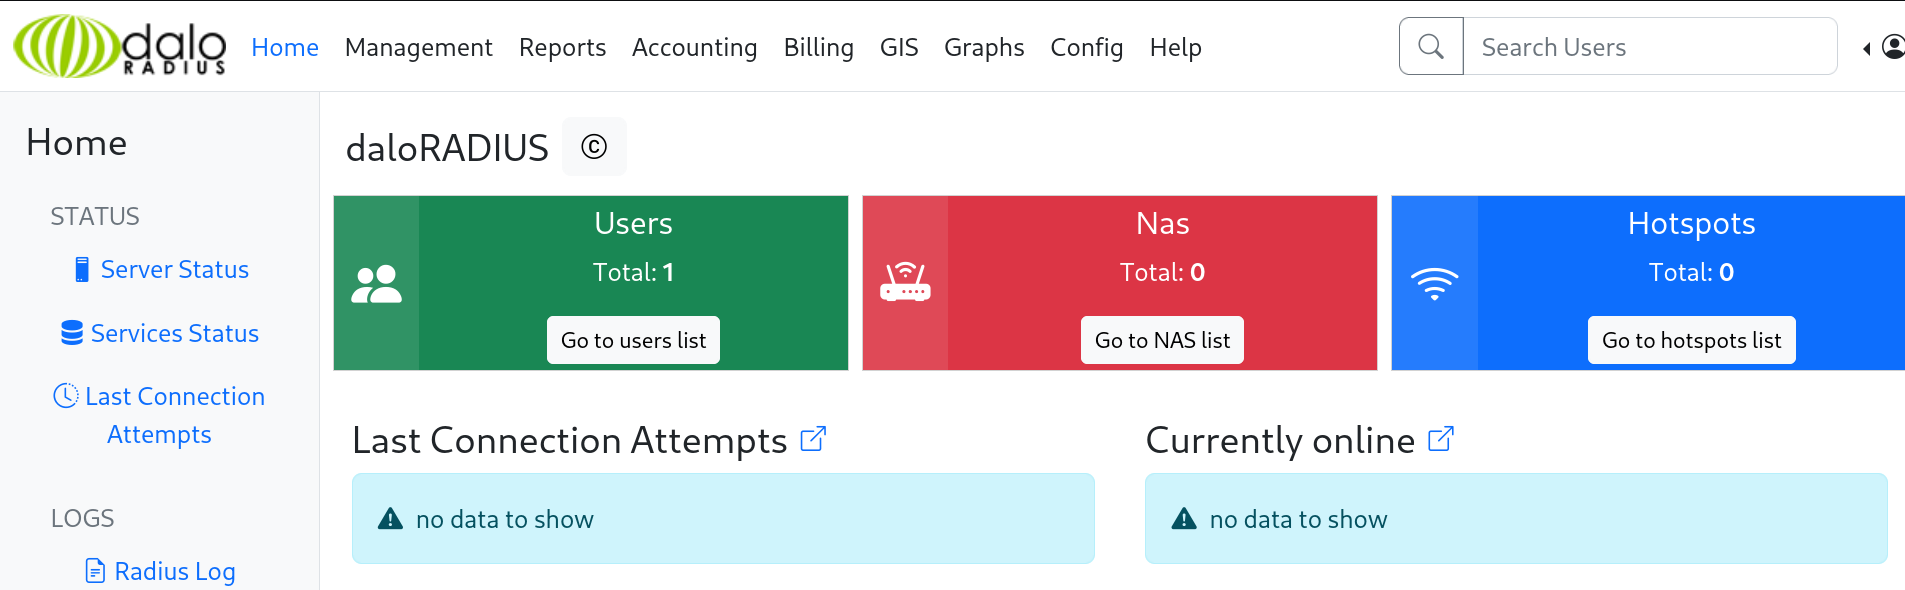 dalo
RADIUS
Home Management Reports Accounting Billing GIS Graphs Config Help
Search Users
Home
STATUS
Server Status
Services Status
Last Connection
Attempts
LOGS
Radius Log
daloRADIUS ©
Users
Total: 1
Go to users list
Nas
Total: 0
Go to NAS list
Hotspots
Total: 0
Go to hotspots list
Last Connection Attempts
no data to show
Currently online
no data to show